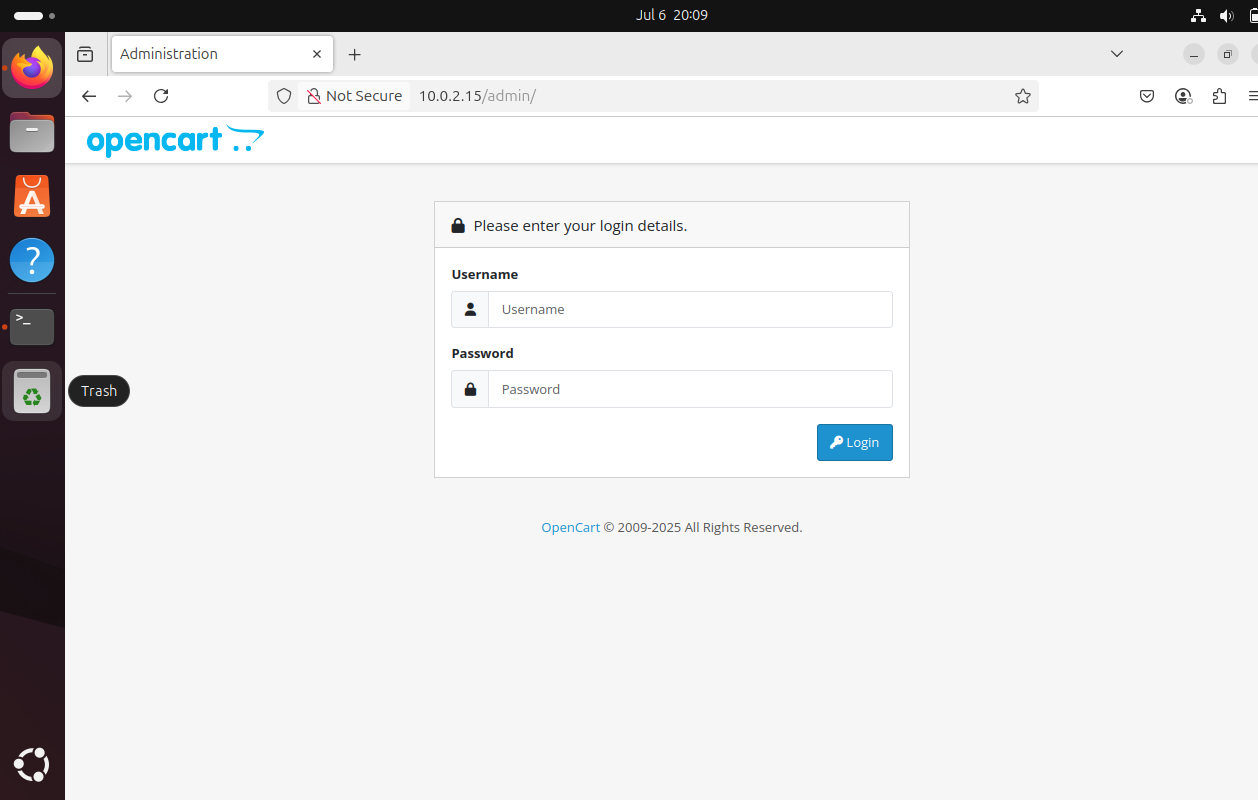 Jul 6 20:09
Administration
Not Secure 10.0.2.15/admin/
opencart
Please enter your login details.
Username
Username
Password
Password
Trash
Login
OpenCart © 2009-2025 All Rights Reserved.